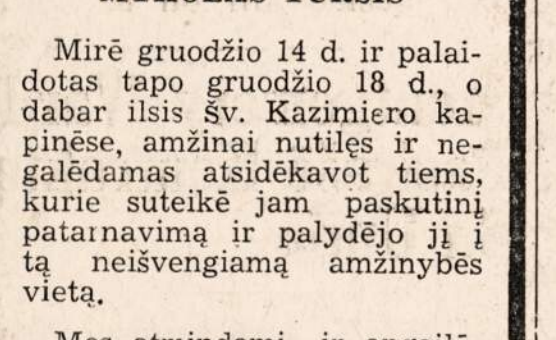 Mirė gruodžio 14 d. ir palai-
dotas tapo gruodžio 18 d., o
dabar ilsis šv. Kazimiero ka-
pinėse, amžinai nutilęs ir ne-
galēdamas atsidėkavot tiems,
kurie suteikė jam paskutinį
patarnavimą ir palydėjo jį į
tą neišvengiamą amžinybės
vietą.